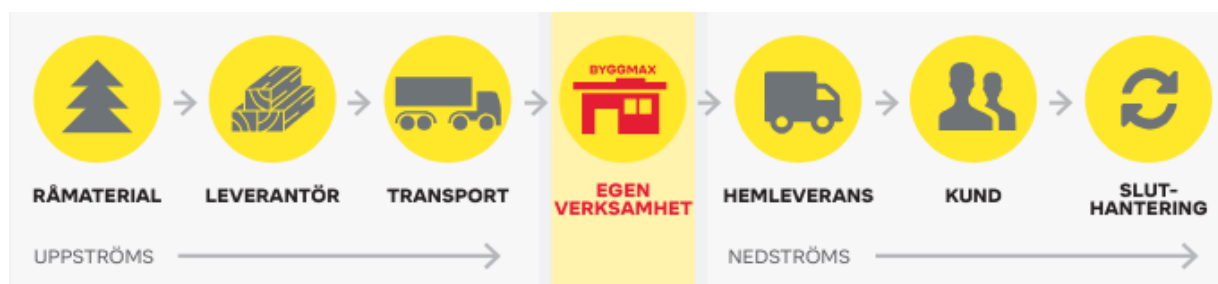 BYGGMAX
RÅMATERIAL
LEVERANTÖR
TRANSPORT
EGEN
VERKSAMHET
HEMLEVERANS
KUND
SLUT-
HANTERING
UPPSTRÖMS
NEDSTRÖMS